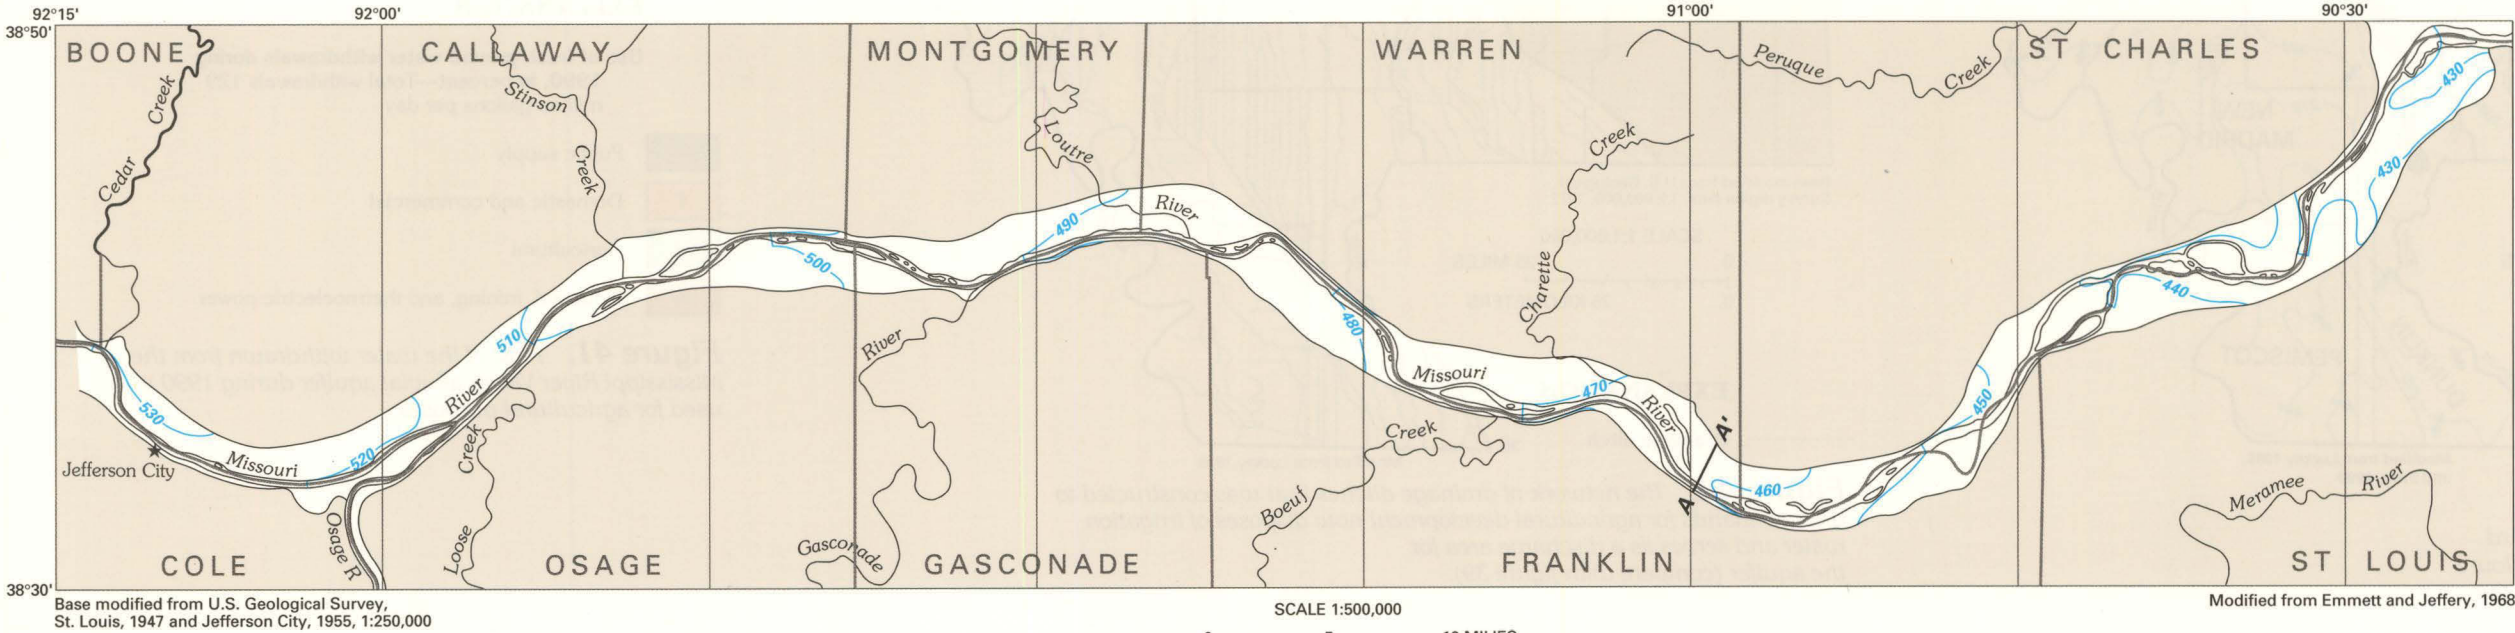 92°15'
92°00'
91°00'
90°30'
38°50'
BOONE
CALLAWAY
MONTGOMERY
WARREN
ST CHARLES
Cedar Creek
Stinson Creek
Loutre River
Peruque Creek
Charette Creek
430
430
490
500
510
480
440
470
450
530
520
460
Missouri River
Missouri River
Jefferson City
Osage R
Loose Creek
River
Gasconade
Boeuf Creek
A
A'
Meramee River
COLE
OSAGE
GASCONADE
FRANKLIN
ST LOUIS
38°30'
Base modified from U.S. Geological Survey,
St. Louis, 1947 and Jefferson City, 1955, 1:250,000
SCALE 1:500,000
Modified from Emmett and Jeffery, 1968